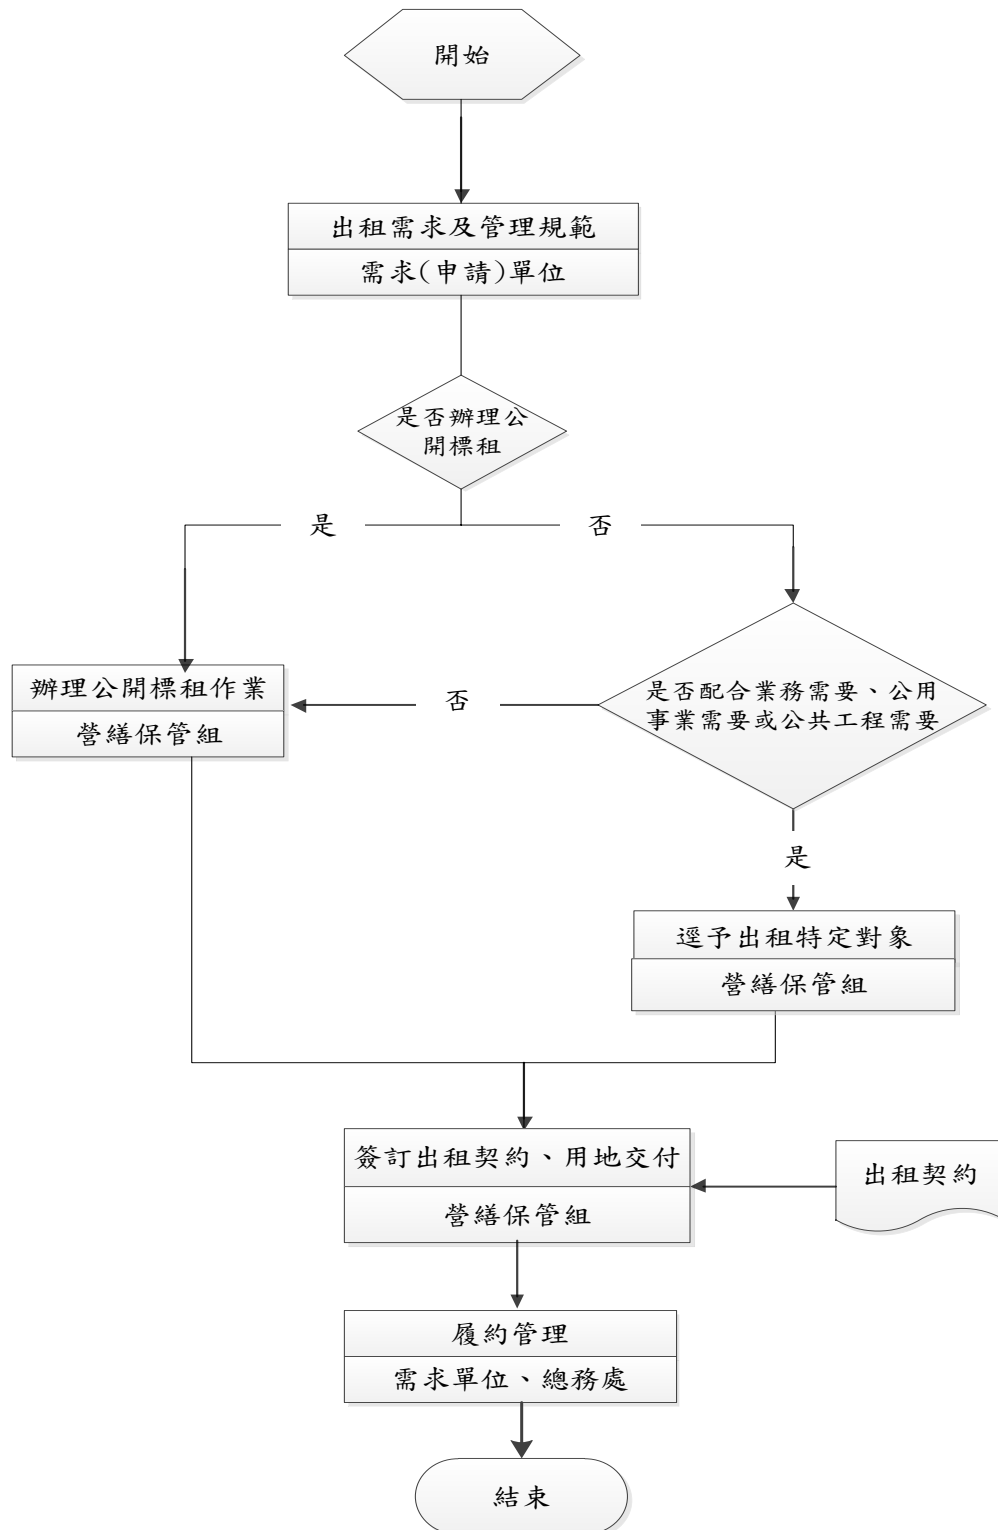 開始
出租需求及管理規範
需求(申請)單位
是否辦理公
開標租
是
否
辦理公開標租作業
營繕保管組
否
是否配合業務需要、公用
事業需要或公共工程需要
是
逕予出租特定對象
營繕保管組
簽訂出租契約、用地交付
營繕保管組
出租契約
履約管理
需求單位、總務處
結束